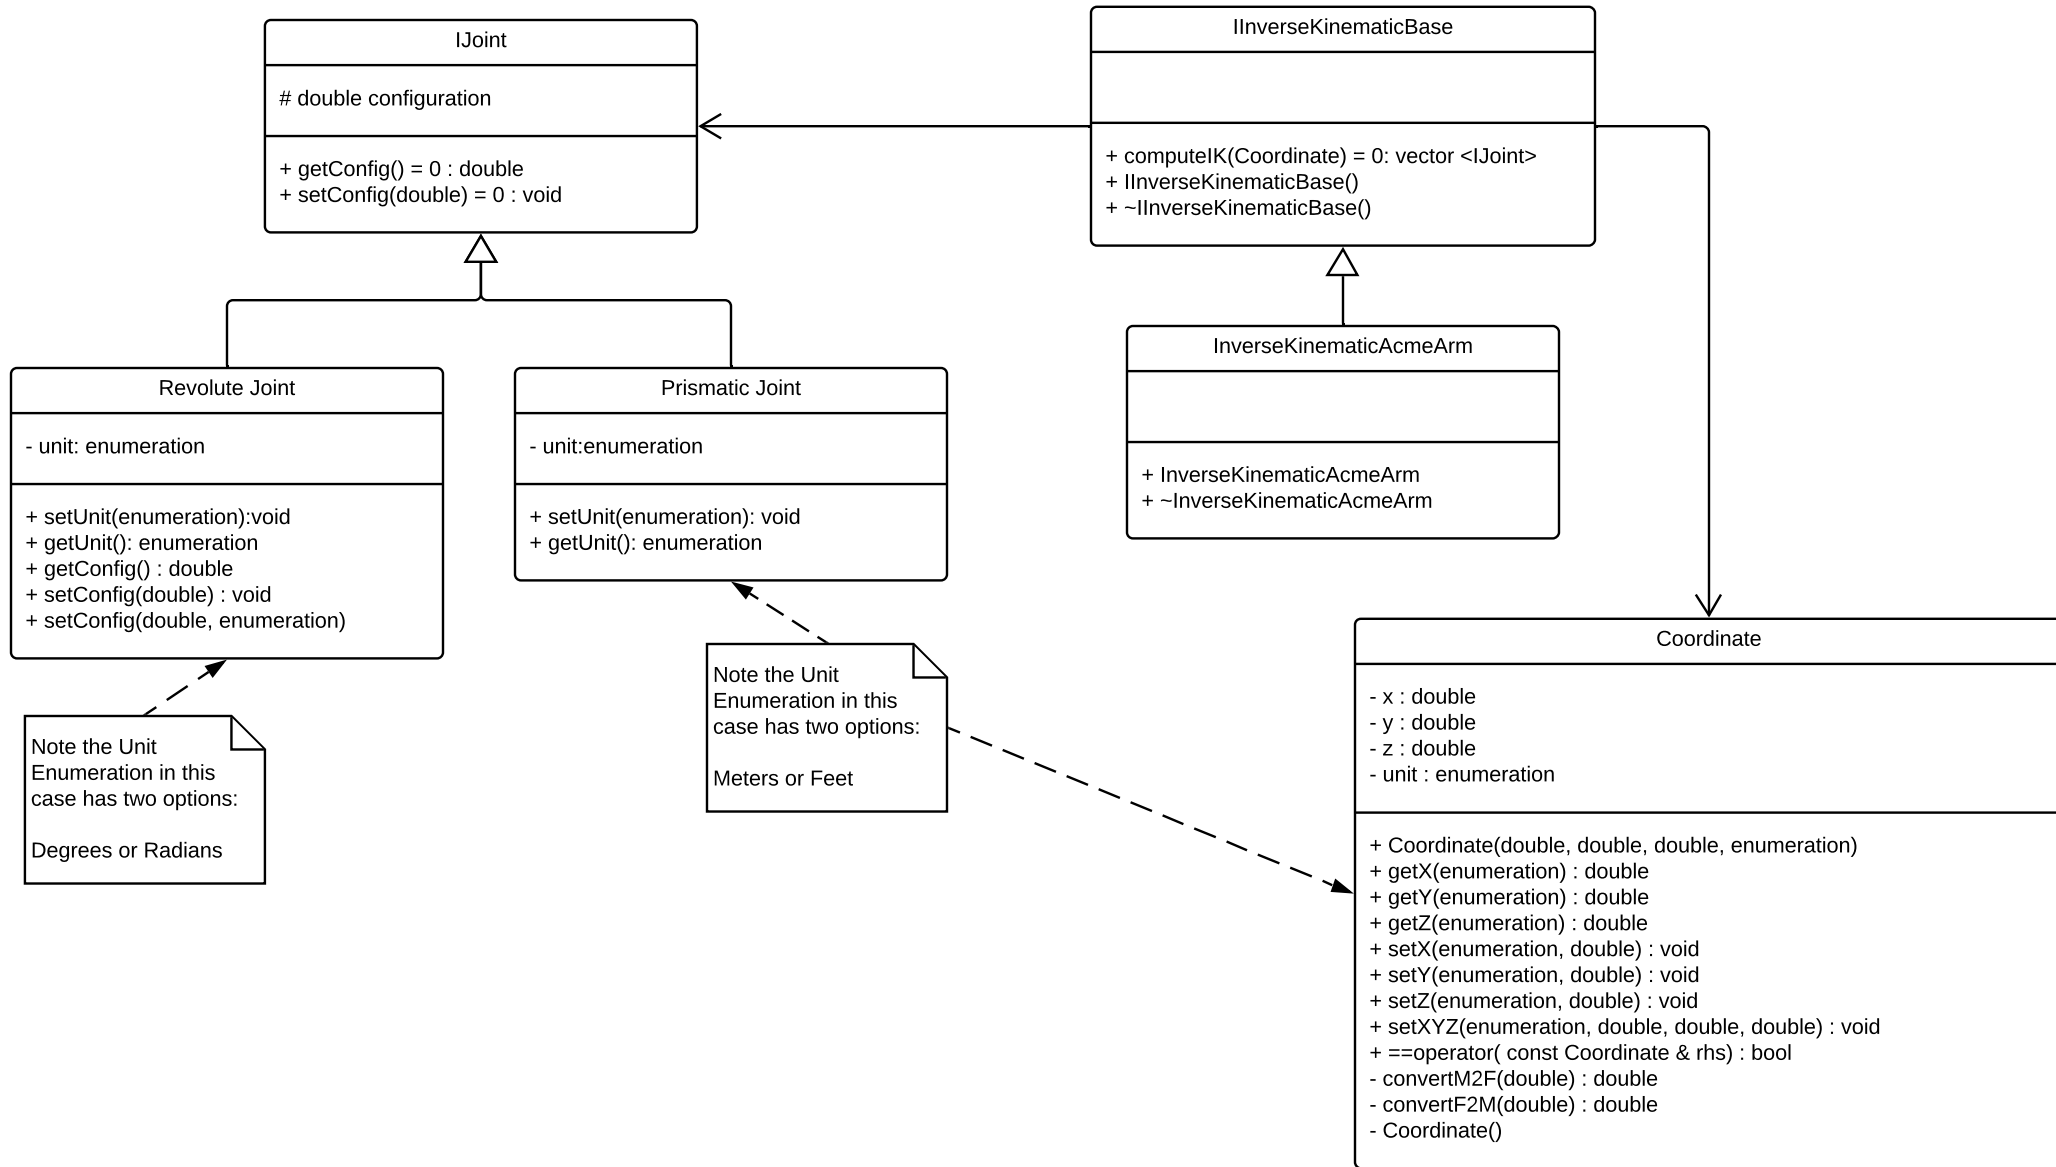 IJoint
# double configuration
+ getConfig() = 0 : double
+ setConfig(double) = 0 : void
IInverseKinematicBase
+ computeIK(Coordinate) = 0: vector <IJoint>
+ IInverseKinematicBase()
+ ~IInverseKinematicBase()
Revolute Joint
- unit: enumeration
+ setUnit(enumeration):void
+ getUnit(): enumeration
+ getConfig() : double
+ setConfig(double) : void
+ setConfig(double, enumeration)
Prismatic Joint
- unit:enumeration
+ setUnit(enumeration): void
+ getUnit(): enumeration
InverseKinematicAcmeArm
+ InverseKinematicAcmeArm
+ ~InverseKinematicAcmeArm
Note the Unit
Enumeration in this
case has two options:
Degrees or Radians
Note the Unit
Enumeration in this
case has two options:
Meters or Feet
Coordinate
- x : double
- y : double
- z : double
- unit : enumeration
+ Coordinate(double, double, double, enumeration)
+ getX(enumeration) : double
+ getY(enumeration) : double
+ getZ(enumeration) : double
+ setX(enumeration, double) : void
+ setY(enumeration, double) : void
+ setZ(enumeration, double) : void
+ setXYZ(enumeration, double, double, double) : void
+ ==operator( const Coordinate & rhs) : bool
- convertM2F(double) : double
- convertF2M(double) : double
- Coordinate()